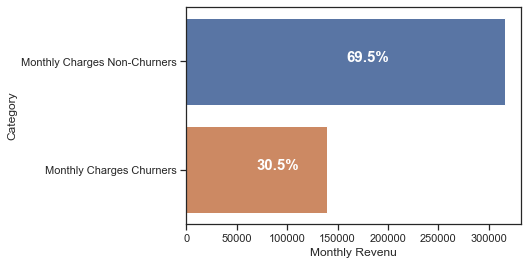 69.5%
Monthly Charges Non-Churners
Category
30.5%
Monthly Charges Churners
0 50000 100000 150000 200000 250000 300000
Monthly Revenu